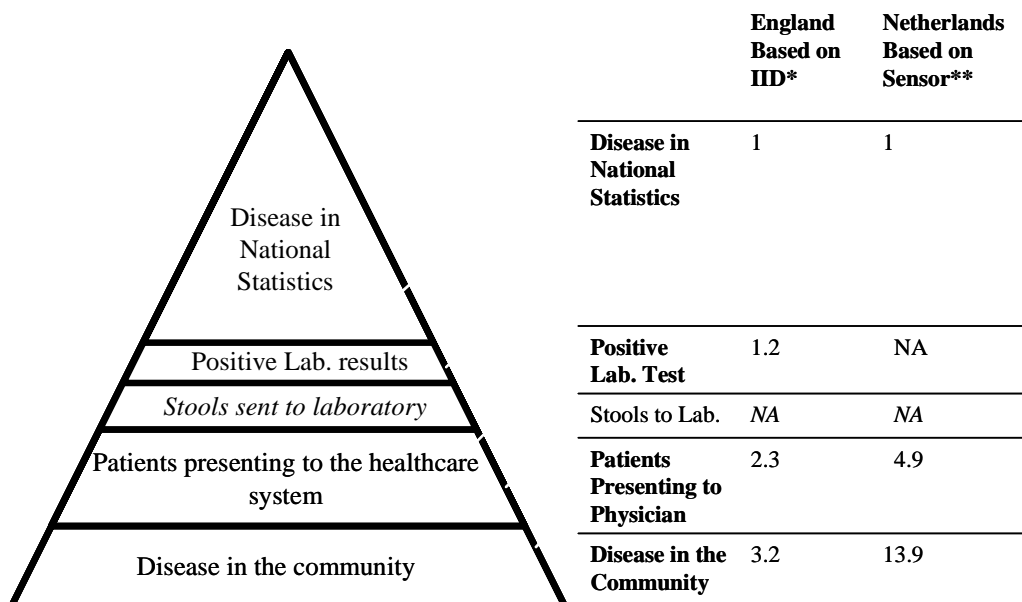 Disease in
National
Statistics
Positive Lab. results
Stools sent to laboratory
Patients presenting to the healthcare
system
Disease in the community
England
Based on
IID*
Netherlands
Based on
Sensor**
Disease in
National
Statistics
1
1
Positive
Lab. Test
1.2
NA
Stools to Lab.
NA
NA
Patients
Presenting to
Physician
2.3
4.9
Disease in the
Community
3.2
13.9